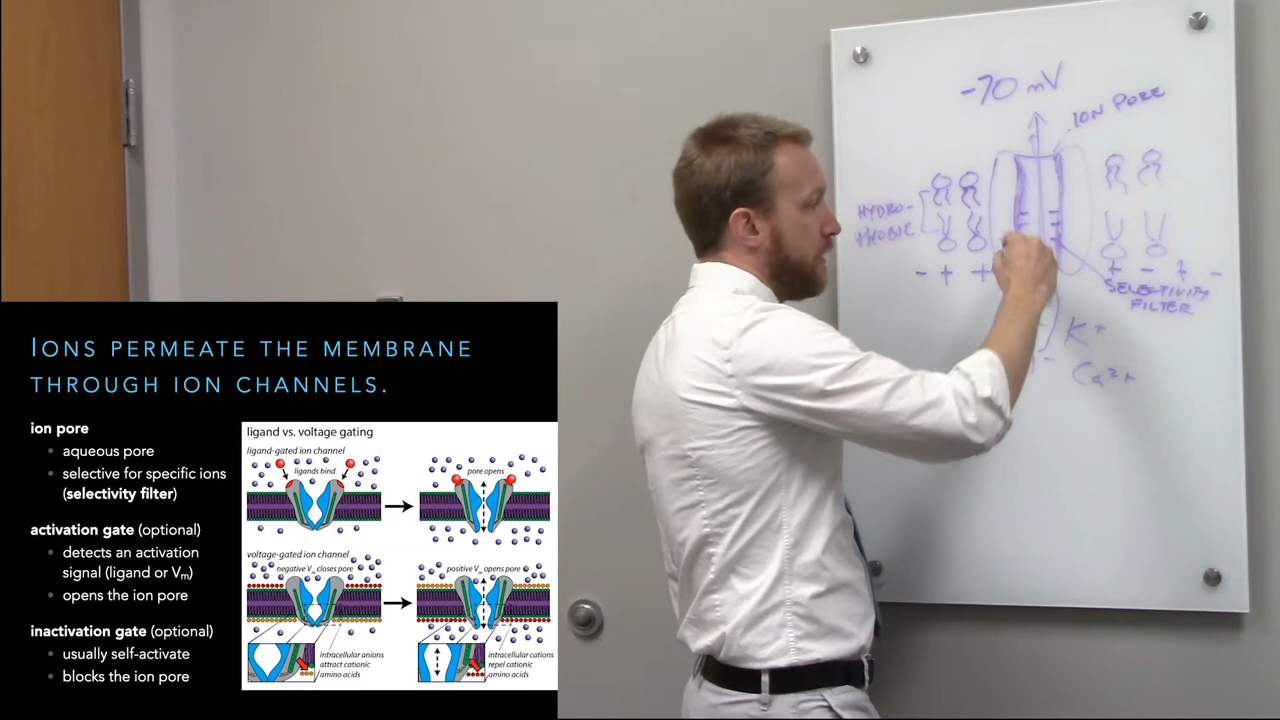 IONS PERMEATE THE MEMBRANE
THROUGH ION CHANNELS.
ion pore
aqueous pore
selective for specific ions
(selectivity filter)
activation gate (optional)
detects an activation
signal (ligand or Vm)
opens the ion pore
inactivation gate (optional)
usually self-activate
blocks the ion pore
ligand vs. voltage gating
ligand-gated ion channel
ligands bind
pore opens
voltage-gated ion channel
negative Vm closes pore
positive Vm opens pore
intracellular anions
attract cationic
amino acids
intracellular cations
repel cationic
amino acids
-70 mV
ION PORE
HYDRO-
PHOBIC
- + +
+ - + -
SELECTIVITY
FILTER
K+
Ca2+